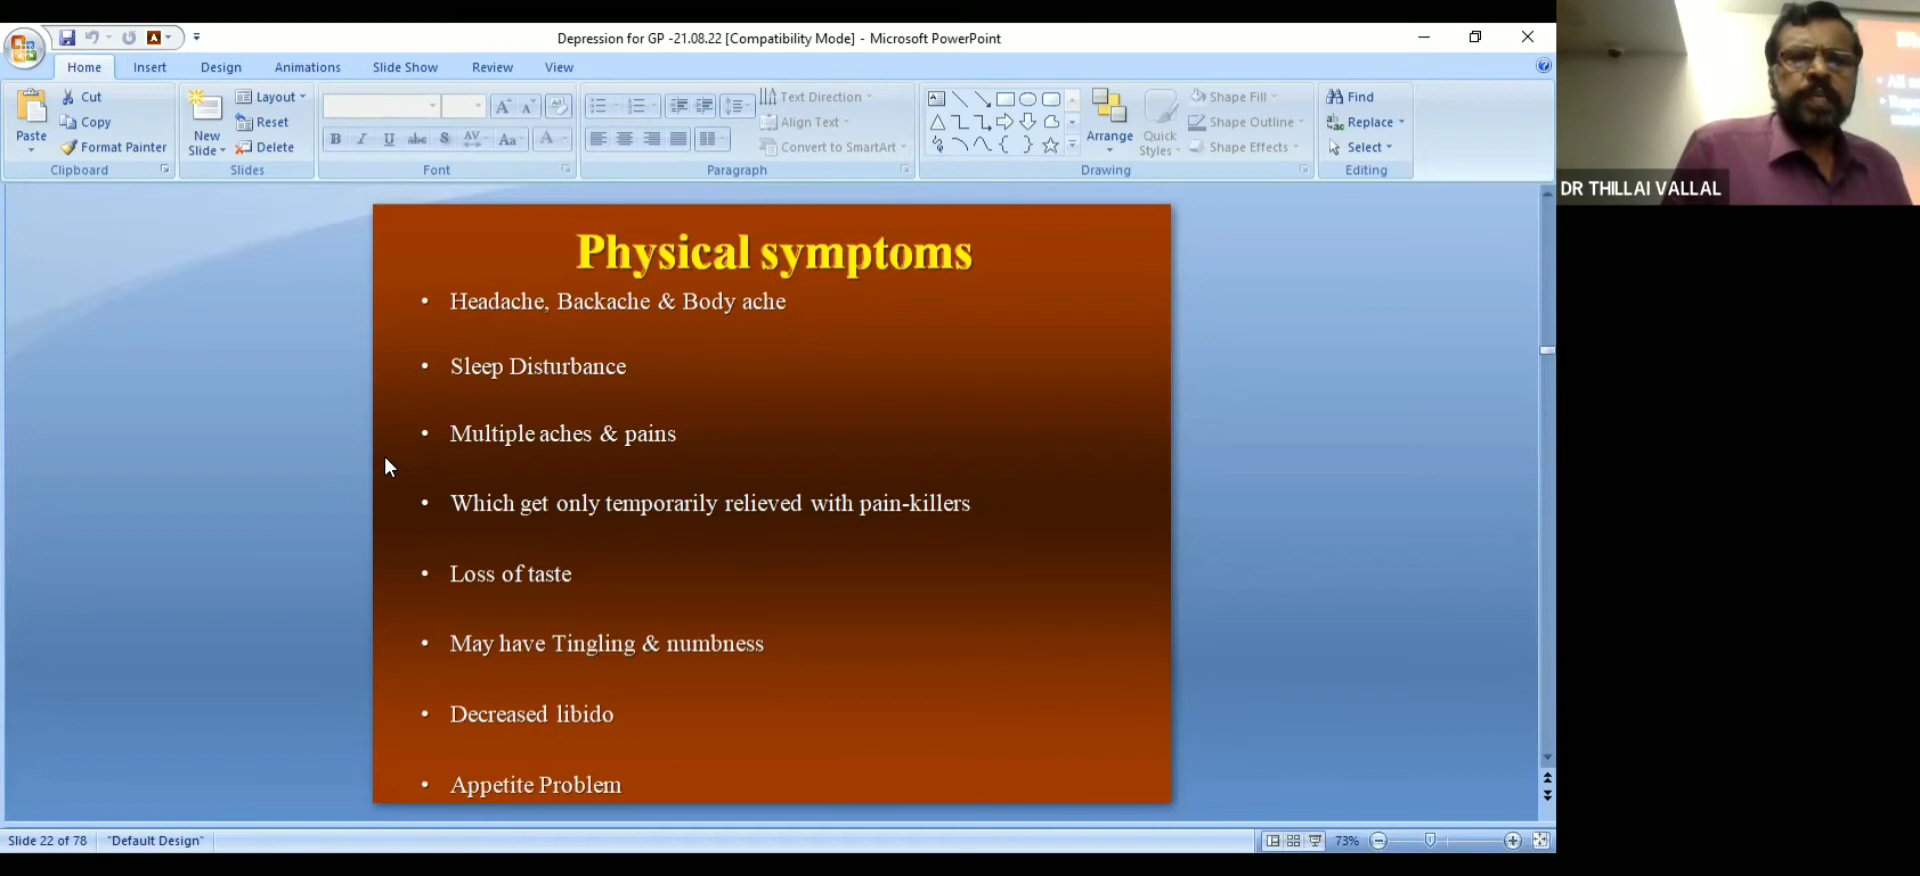 Depression for GP -21.08.22 [Compatibility Mode] - Microsoft PowerPoint
Home Insert Design Animations Slide Show Review View
Paste
Cut
Copy
Format Painter
Clipboard
New
Slide
Layout
Reset
Delete
Slides
Font
Text Direction
Align Text
Convert to SmartArt
Paragraph
Arrange
Quick
Styles
Shape Fill
Shape Outline
Shape Effects
Drawing
Find
Replace
Select
Editing
Physical symptoms
• Headache, Backache & Body ache
• Sleep Disturbance
• Multiple aches & pains
• Which get only temporarily relieved with pain-killers
• Loss of taste
• May have Tingling & numbness
• Decreased libido
• Appetite Problem
Slide 22 of 78 "Default Design" 73%
DR THILLAI VALLAL